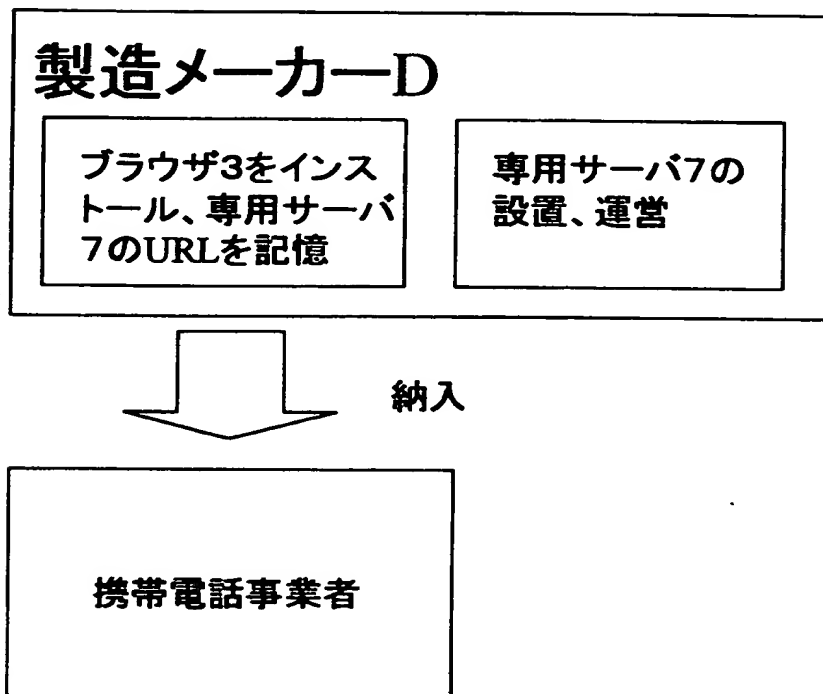 製造メーカーD
ブラウザ3をインス
トール、専用サーバ
7のURLを記憶
専用サーバ7の
設置、運営
納入
携帯電話事業者